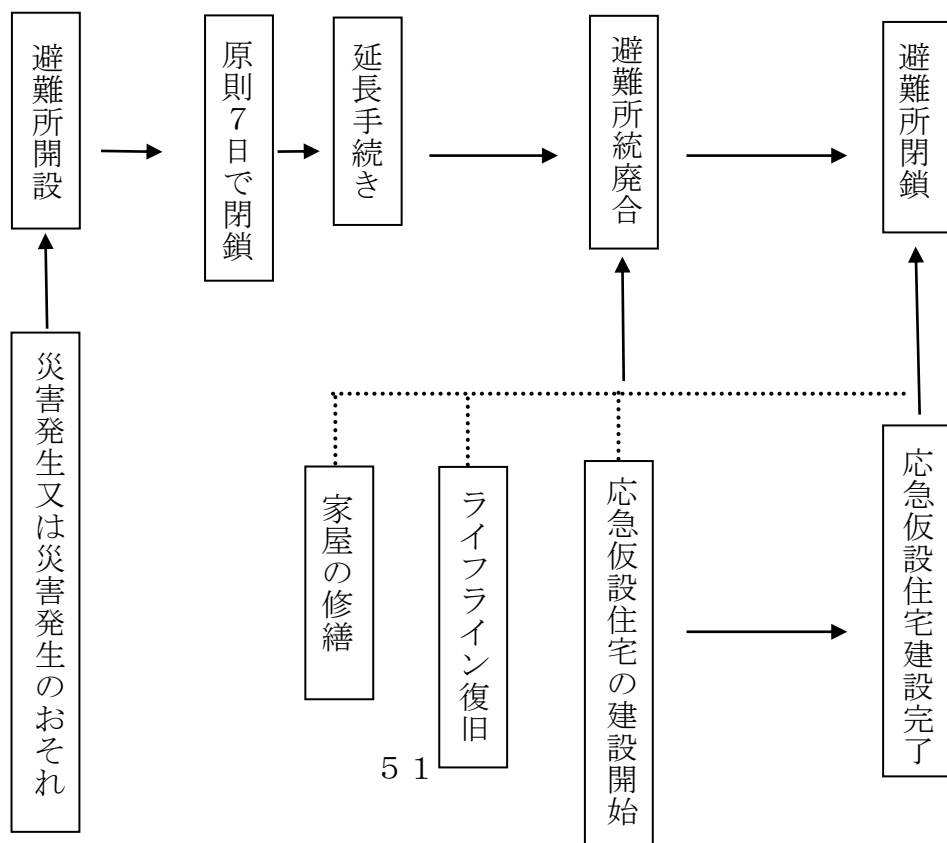 避難所開設
原則７日で閉鎖
延長手続き
避難所統廃合
避難所閉鎖
災害発生又は災害発生のおそれ
家屋の修繕
ライフライン復旧
応急仮設住宅の建設開始
応急仮設住宅建設完了
５１